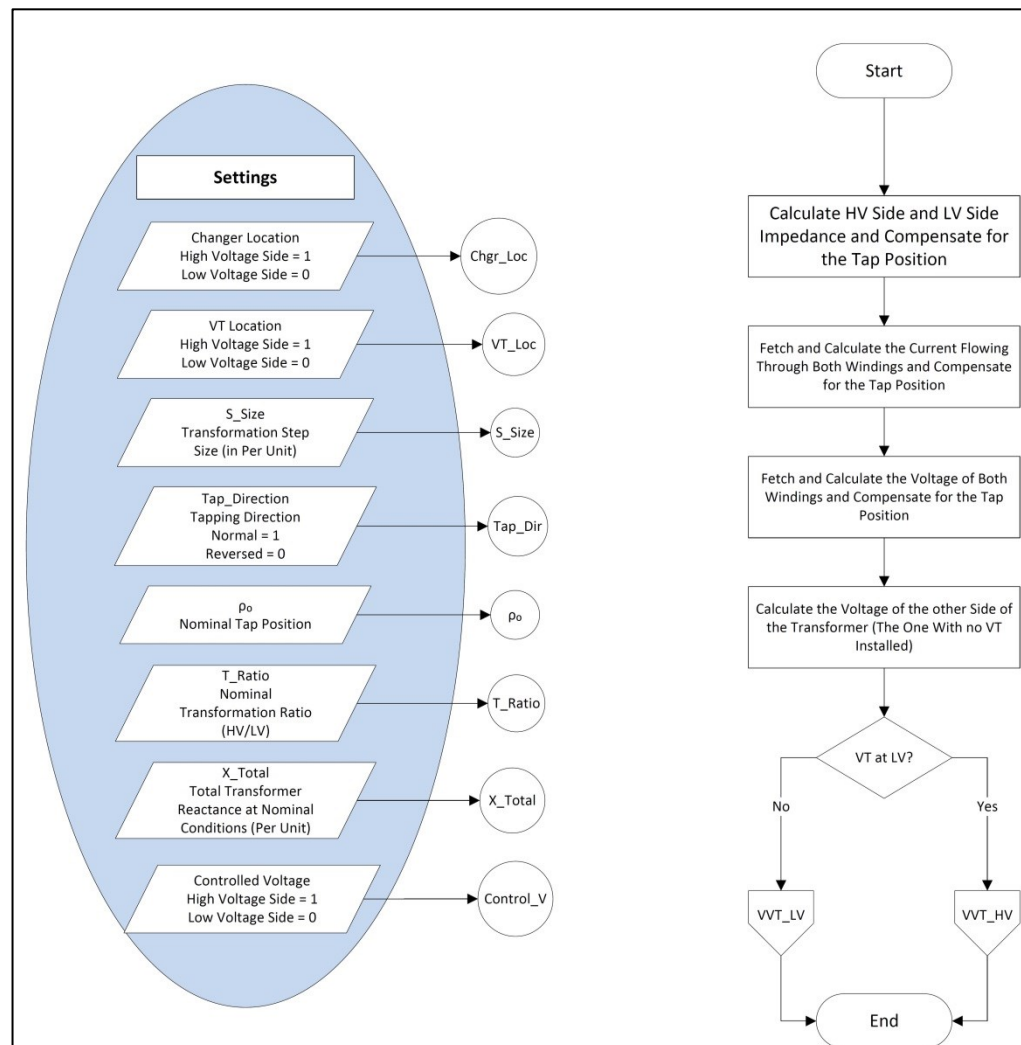 Settings
Changer Location
High Voltage Side = 1
Low Voltage Side = 0
Chgr_Loc
VT Location
High Voltage Side = 1
Low Voltage Side = 0
VT_Loc
S_Size
Transformation Step
Size (in Per Unit)
S_Size
Tap_Direction
Tapping Direction
Normal = 1
Reversed = 0
Tap_Dir
ρₒ
Nominal Tap Position
ρₒ
T_Ratio
Nominal
Transformation Ratio
(HV/LV)
T_Ratio
X_Total
Total Transformer
Reactance at Nominal
Conditions (Per Unit)
X_Total
Controlled Voltage
High Voltage Side = 1
Low Voltage Side = 0
Control_V
Start
Calculate HV Side and LV Side
Impedance and Compensate for
the Tap Position
Fetch and Calculate the Current Flowing
Through Both Windings and Compensate
for the Tap Position
Fetch and Calculate the Voltage of Both
Windings and Compensate for the Tap
Position
Calculate the Voltage of the other Side of
the Transformer (The One With no VT
Installed)
VT at LV?
No
Yes
VVT_LV
VVT_HV
End